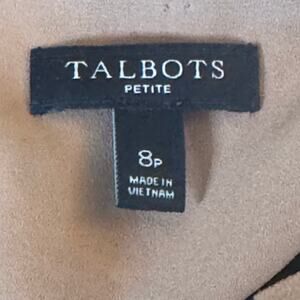 TALBOTS
PETITE
8P
MADE IN
VIETNAM